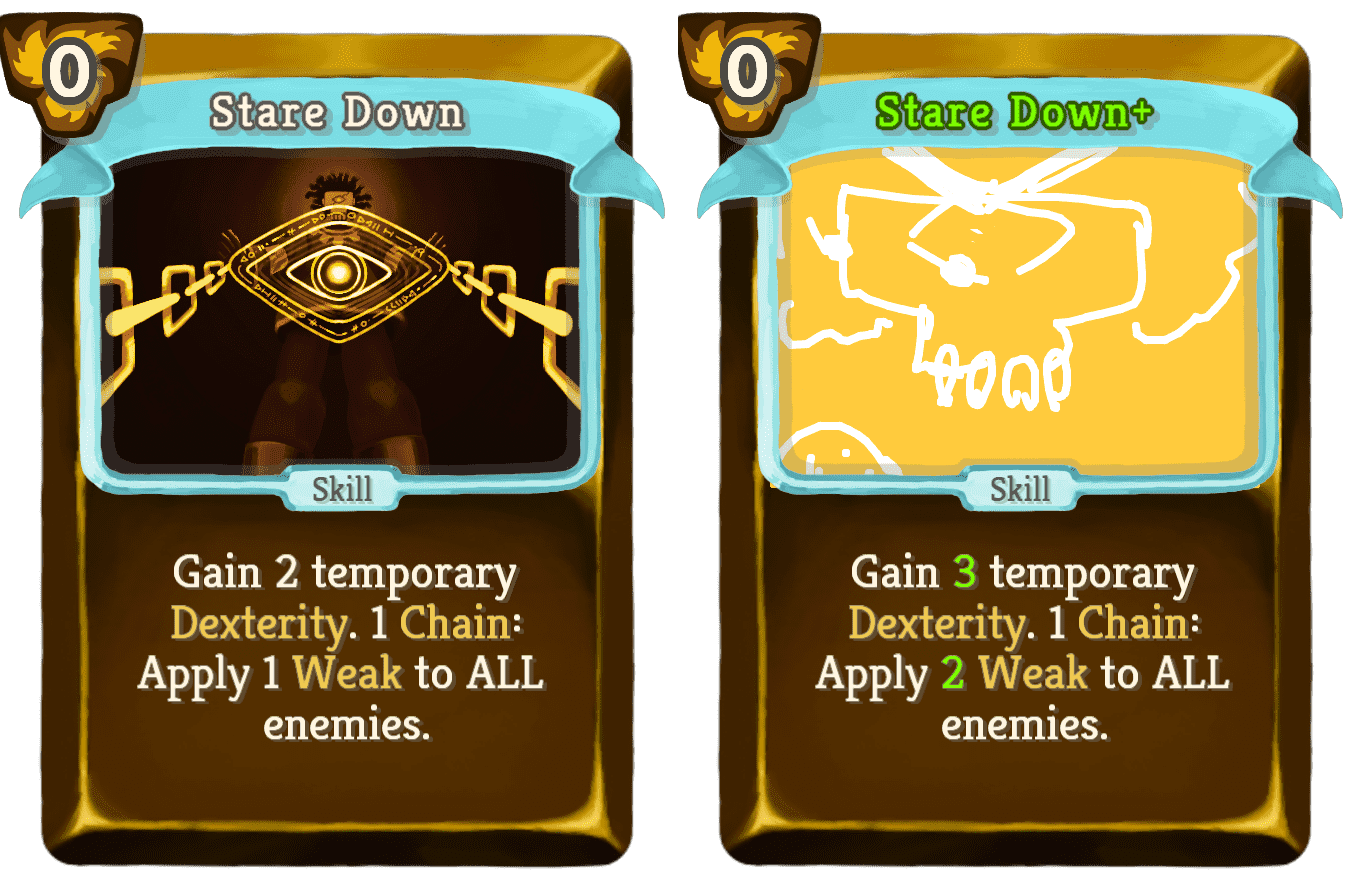 0
Stare Down
Skill
Gain 2 temporary
Dexterity. 1 Chain:
Apply 1 Weak to ALL
enemies.
0
Stare Down+
Skill
Gain 3 temporary
Dexterity. 1 Chain:
Apply 2 Weak to ALL
enemies.